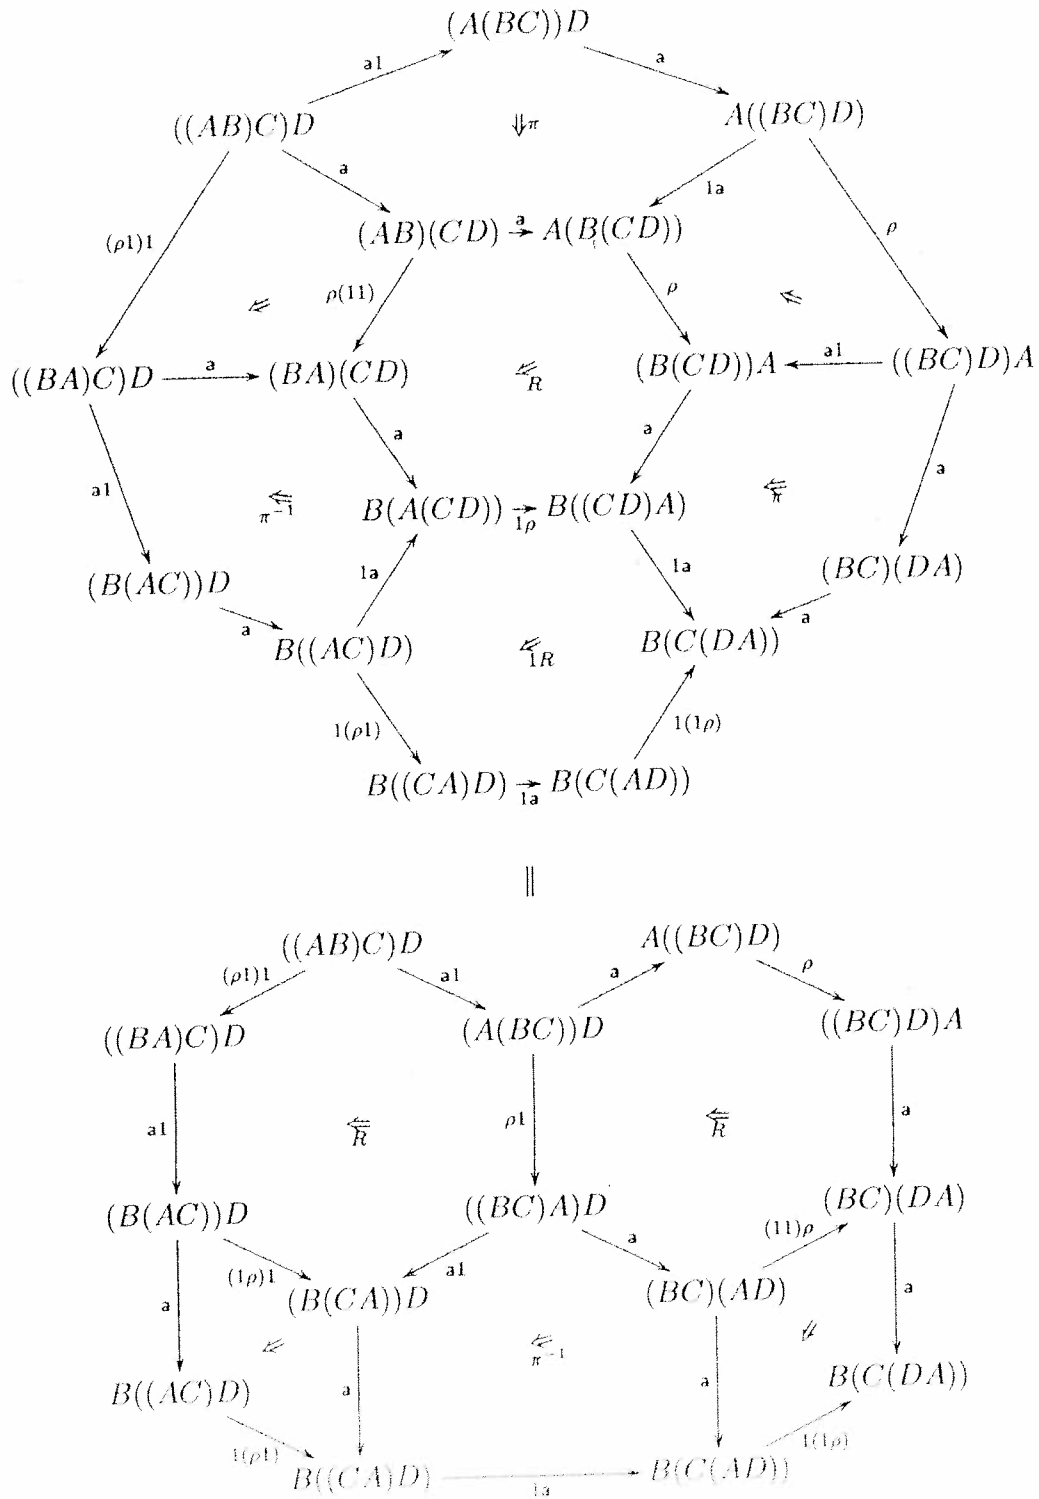 (A(BC))D
a1 a
((AB)C)D ⇓π A((BC)D)
a 1a
(AB)(CD) a A(B(CD))
(ρ1)1 ρ(11) ρ ρ
((BA)C)D a (BA)(CD) R (B(CD))A a1 ((BC)D)A
a a
a1 a
π⁻¹ B(A(CD)) 1ρ B((CD)A) π
(B(AC))D 1a 1a (BC)(DA)
a a
B((AC)D) 1R B(C(DA))
1(ρ1) 1(1ρ)
B((CA)D) 1a B(C(AD))
||
((AB)C)D A((BC)D)
(ρ1)1 a1 a ρ
((BA)C)D (A(BC))D ((BC)D)A
a1 R ρ1 R a
(B(AC))D ((BC)A)D (BC)(DA)
(1ρ)1 a1 a (11)ρ
a (B(CA))D (BC)(AD) a
π⁻¹
B((AC)D) a a B(C(DA))
1(ρ1) 1(1ρ)
B((CA)D) 1a B(C(AD))